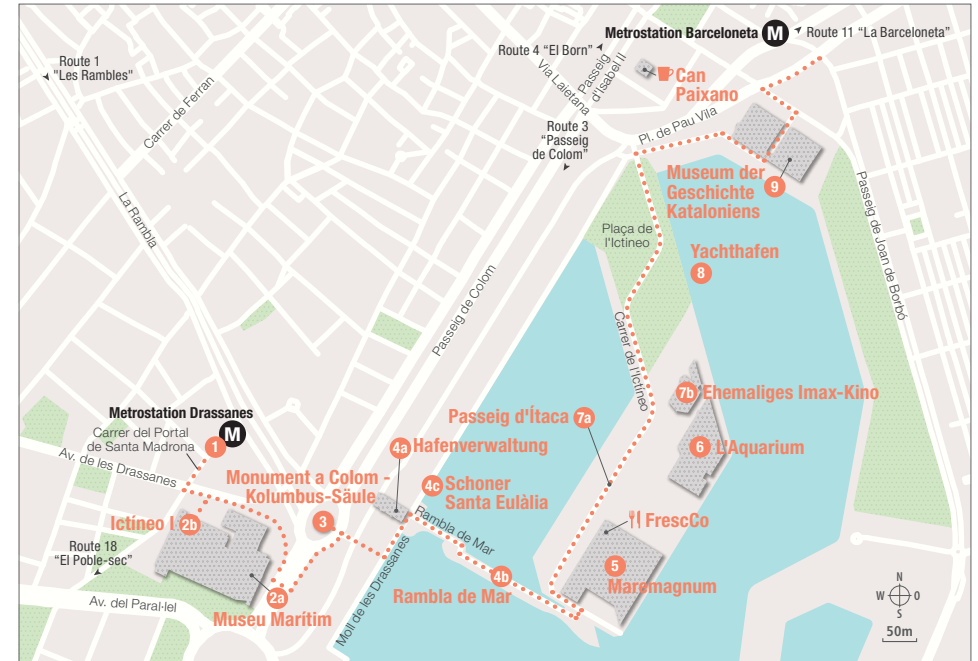 Metrostation Barceloneta
M
Route 11 “La Barceloneta”
Route 4 “El Born”
Passeig
d'Isabel II
Via Laietana
Route 1
"Les Rambles"
Carrer de Ferran
Can
Paixano
Route 3
“Passeig
de Colom”
Pl. de Pau Vila
Museum der
Geschichte
Kataloniens
9
Passeig de Joan de Borbó
La Rambla
Plaça de
l'Ictineo
Yachthafen
8
Passeig de Colom
Carrer de l'Ictíneo
7b
Ehemaliges Imax-Kino
Metrostation Drassanes
M
1
Carrer del Portal
de Santa Madrona
Av. de les Drassanes
Passeig d'Ítaca
7a
4a
Hafenverwaltung
6
L'Aquarium
Monument a Colom -
Kolumbus-Säule
3
4c
Schoner
Santa Eulàlia
Ictíneo I
2b
Rambla de Mar
FrescCo
Route 18
“El Poble-sec”
Moll de les Drassanes
4b
Rambla de Mar
5
Maremagnum
Av. del Paral·lel
2a
Museu Marítim
N
W
O
S
50m